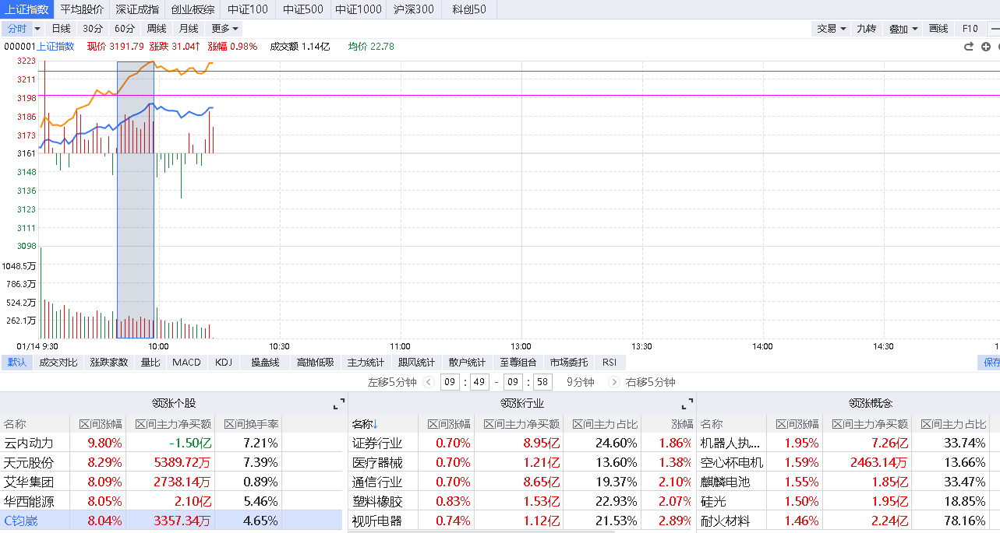 上证指数 平均股价 深证成指 创业板综 中证100 中证500 中证1000 沪深300 科创50
分时 日线 30分 60分 周线 月线 更多 交易 九转 叠加 画线 F10
000001上证指数 现价 3191.79 涨跌 31.04↑ 涨幅 0.98% 成交额 1.14亿 均价 22.78
3223
3211
3198
3186
3173
3161
3148
3136
3123
3111
3098
1048.5万
786.3万
524.2万
262.1万
01/14 9:30 10:00 10:30 11:00 13:00 13:30 14:00 14:30 1
默认 成交对比 涨跌家数 量比 MACD KDJ 操盘线 高抛低吸 主力统计 跟风统计 散户统计 至尊组合 市场委托 RSI 保存
左移5分钟 09 : 49 - 09 : 58 9分钟 右移5分钟
领涨个股 领涨行业 领涨概念
名称 区间涨幅 区间主力净买额 区间换手率 名称↓ 区间涨幅 区间主力净买额 区间主力占比 涨幅 名称 区间涨幅 区间主力净买额 区间主力占比
云内动力 9.80% -1.50亿 7.21% 证券行业 0.70% 8.95亿 24.60% 1.86% 机器人执... 1.95% 7.26亿 33.74%
天元股份 8.29% 5389.72万 7.39% 医疗器械 0.70% 1.21亿 13.60% 1.38% 空心杯电机 1.59% 2463.14万 13.66%
艾华集团 8.09% 2738.14万 0.89% 通信行业 0.70% 8.65亿 19.37% 2.10% 麒麟电池 1.55% 1.85亿 33.47%
华西能源 8.05% 2.10亿 5.46% 塑料橡胶 0.83% 1.53亿 22.93% 2.07% 硅光 1.50% 1.95亿 18.85%
C钧崴 8.04% 3357.34万 4.65% 视听电器 0.74% 1.12亿 21.53% 2.89% 耐火材料 1.46% 2.24亿 78.16%